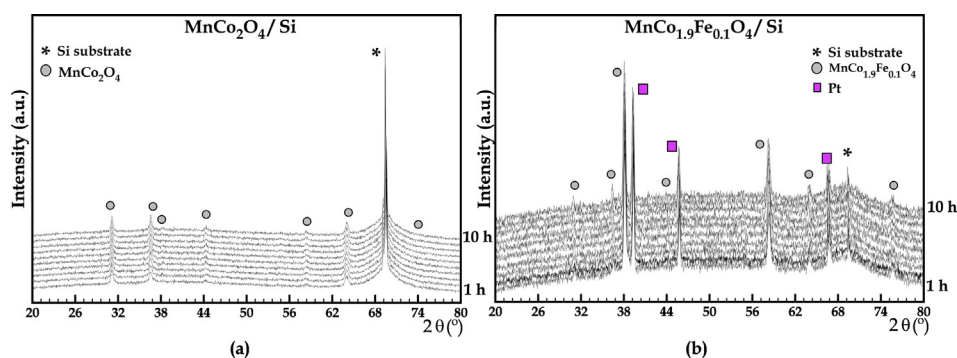 MnCo₂O₄/ Si
* Si substrate
MnCo₂O₄
*
Intensity (a.u.)
10 h
1 h
20 26 32 38 44 50 56 62 68 74 80
2θ(º)
(a)
MnCo₁.₉Fe₀.₁O₄/ Si
* Si substrate
MnCo₁.₉Fe₀.₁O₄
Pt
*
Intensity (a.u.)
10 h
1 h
20 26 32 38 44 50 56 62 68 74 80
2θ(º)
(b)